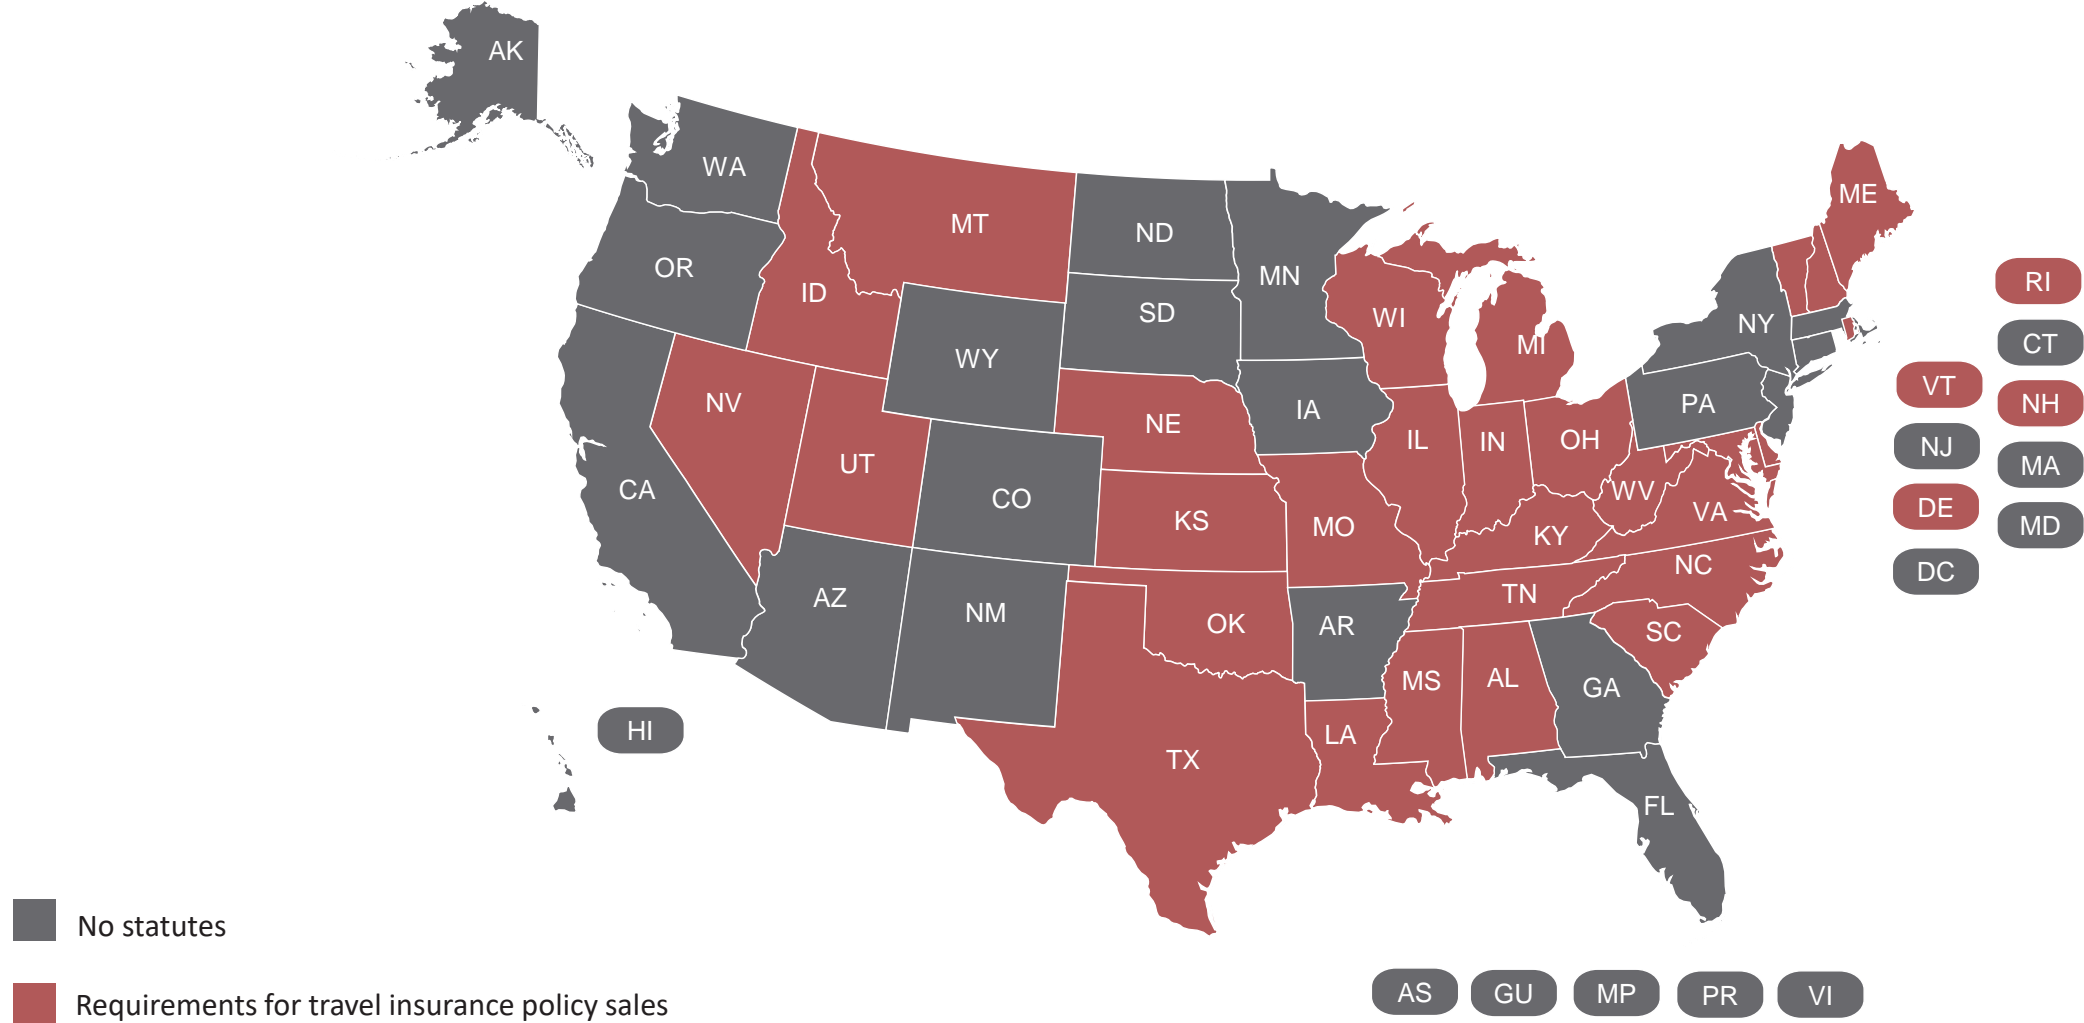 AK
WA
MT
ME
ND
OR
MN
RI
ID
SD
WI
NY
MI
CT
WY
VT
NV
NE
IA
PA
NH
IL
IN
OH
NJ
UT
MA
CA
CO
KS
WV
DE
MO
VA
MD
KY
NC
DC
AZ
TN
NM
OK
AR
SC
MS
AL
GA
HI
LA
TX
FL
No statutes
AS GU MP PR VI
Requirements for travel insurance policy sales